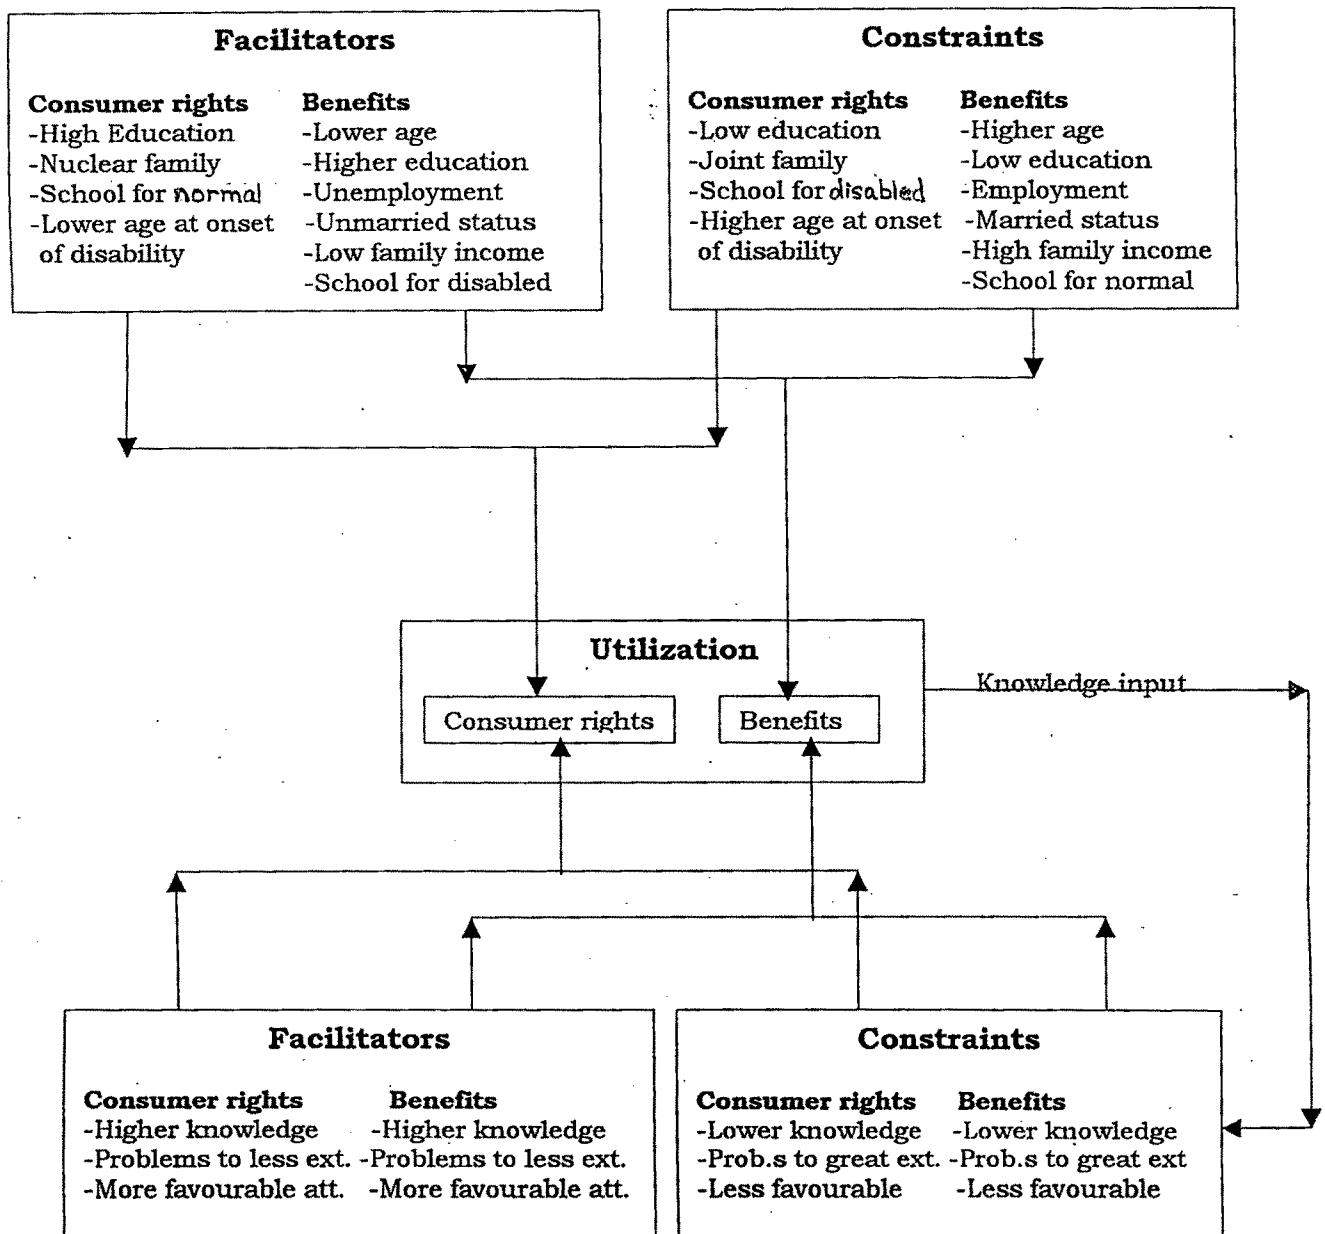 Facilitators
Consumer rights
-High Education
-Nuclear family
-School for normal
-Lower age at onset
of disability
Benefits
-Lower age
-Higher education
-Unemployment
-Unmarried status
-Low family income
-School for disabled
Constraints
Consumer rights
-Low education
-Joint family
-School for disabled
-Higher age at onset
of disability
Benefits
-Higher age
-Low education
-Employment
-Married status
-High family income
-School for normal
Utilization
Consumer rights
Benefits
Knowledge input
Facilitators
Consumer rights
-Higher knowledge
-Problems to less ext.
-More favourable att.
Benefits
-Higher knowledge
-Problems to less ext.
-More favourable att.
Constraints
Consumer rights
-Lower knowledge
-Prob.s to great ext.
-Less favourable
Benefits
-Lower knowledge
-Prob.s to great ext
-Less favourable